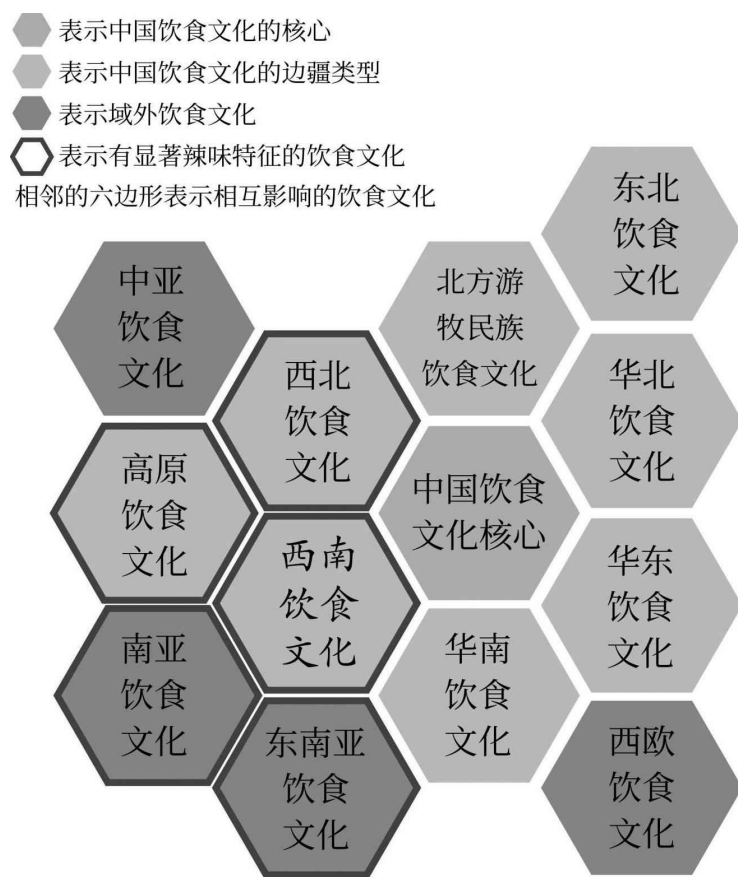 表示中国饮食文化的核心
表示中国饮食文化的边疆类型
表示域外饮食文化
表示有显著辣味特征的饮食文化
相邻的六边形表示相互影响的饮食文化
东北
饮食
文化
中亚
饮食
文化
北方游
牧民族
饮食文化
西北
饮食
文化
华北
饮食
文化
高原
饮食
文化
中国饮食
文化核心
西南
饮食
文化
华东
饮食
文化
南亚
饮食
文化
华南
饮食
文化
东南亚
饮食
文化
西欧
饮食
文化